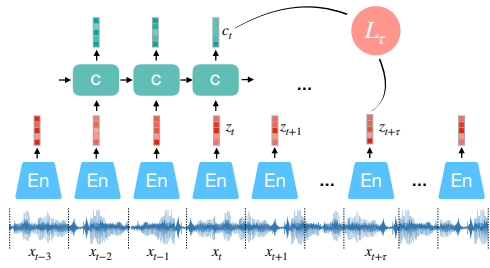 c_t
L_τ
C C C
...
z_t z_{t+1} z_{t+τ}
En En En En En ... En ... En
x_{t−3} x_{t−2} x_{t−1} x_t x_{t+1} x_{t+τ}